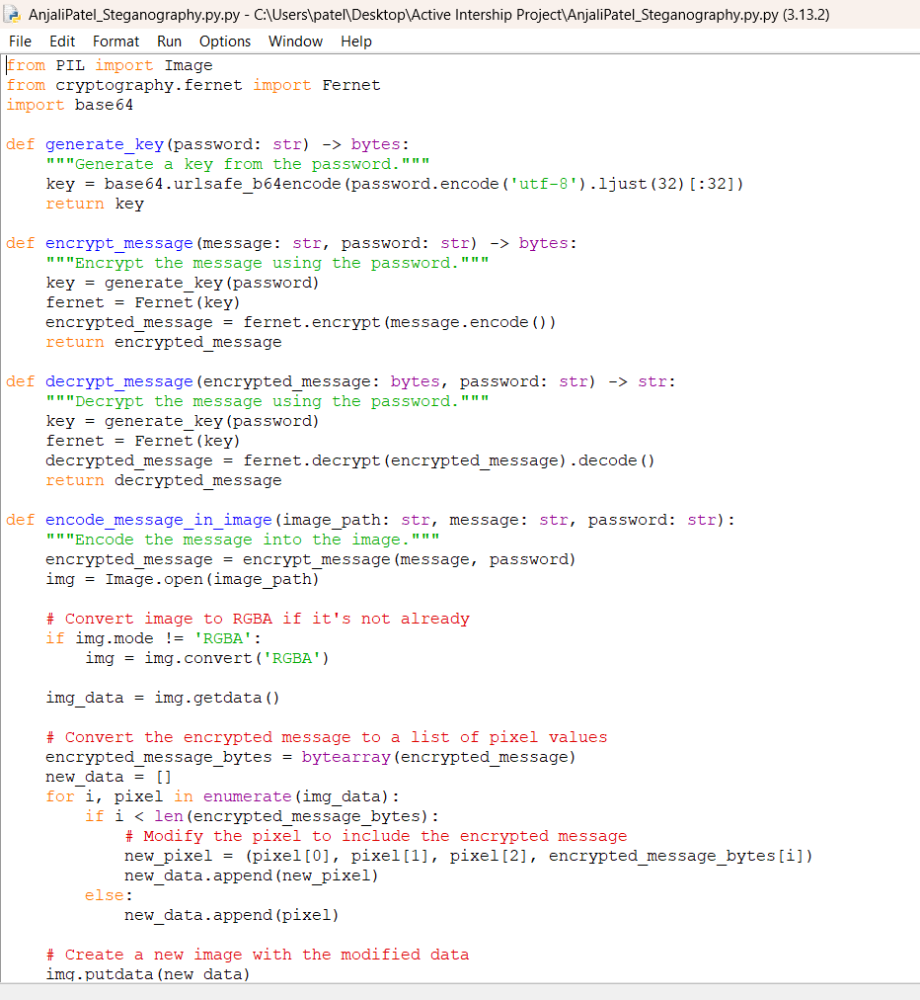 AnjaliPatel_Steganography.py.py - C:\Users\patel\Desktop\Active Intership Project\AnjaliPatel_Steganography.py.py (3.13.2)
File Edit Format Run Options Window Help
from PIL import Image
from cryptography.fernet import Fernet
import base64

def generate_key(password: str) -> bytes:
    """Generate a key from the password."""
    key = base64.urlsafe_b64encode(password.encode('utf-8').ljust(32)[:32])
    return key

def encrypt_message(message: str, password: str) -> bytes:
    """Encrypt the message using the password."""
    key = generate_key(password)
    fernet = Fernet(key)
    encrypted_message = fernet.encrypt(message.encode())
    return encrypted_message

def decrypt_message(encrypted_message: bytes, password: str) -> str:
    """Decrypt the message using the password."""
    key = generate_key(password)
    fernet = Fernet(key)
    decrypted_message = fernet.decrypt(encrypted_message).decode()
    return decrypted_message

def encode_message_in_image(image_path: str, message: str, password: str):
    """Encode the message into the image."""
    encrypted_message = encrypt_message(message, password)
    img = Image.open(image_path)

    # Convert image to RGBA if it's not already
    if img.mode != 'RGBA':
        img = img.convert('RGBA')

    img_data = img.getdata()

    # Convert the encrypted message to a list of pixel values
    encrypted_message_bytes = bytearray(encrypted_message)
    new_data = []
    for i, pixel in enumerate(img_data):
        if i < len(encrypted_message_bytes):
            # Modify the pixel to include the encrypted message
            new_pixel = (pixel[0], pixel[1], pixel[2], encrypted_message_bytes[i])
            new_data.append(new_pixel)
        else:
            new_data.append(pixel)

    # Create a new image with the modified data
    img.putdata(new_data)